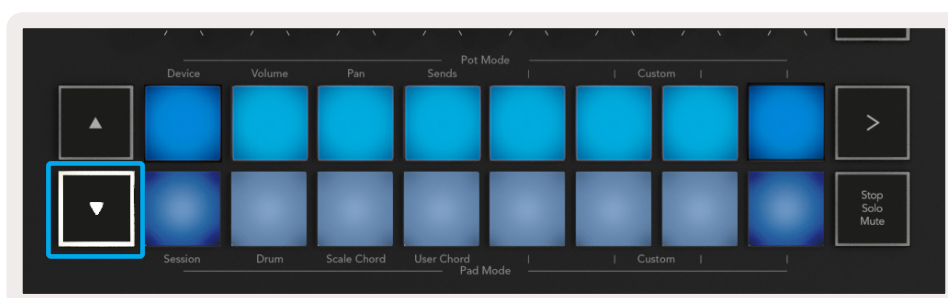 Pot Mode
Device Volume Pan Sends Custom
▲ >
▼ Stop
Solo
Mute
Session Drum Scale Chord User Chord Custom
Pad Mode